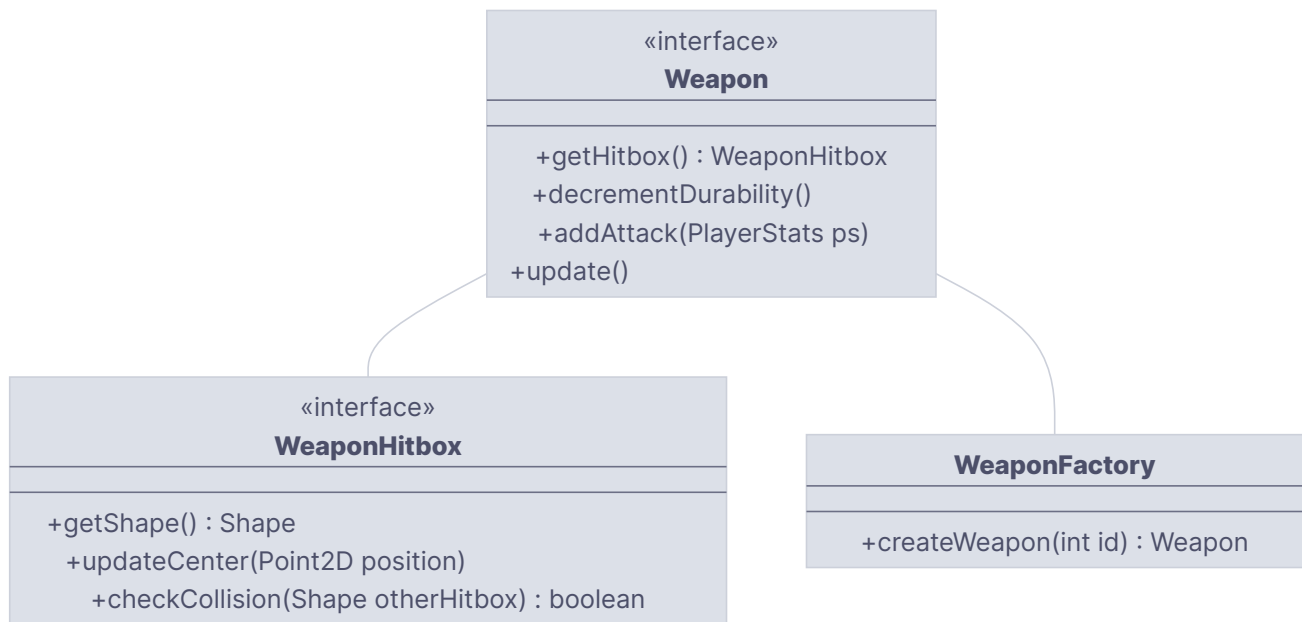 «interface»
Weapon
+getHitbox() : WeaponHitbox
+decrementDurability()
+addAttack(PlayerStats ps)
+update()
«interface»
WeaponHitbox
+getShape() : Shape
+updateCenter(Point2D position)
+checkCollision(Shape otherHitbox) : boolean
WeaponFactory
+createWeapon(int id) : Weapon